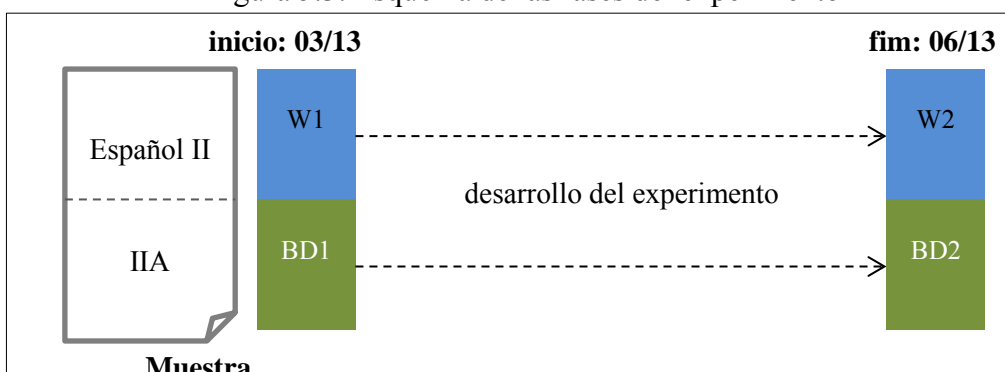 inicio: 03/13
fim: 06/13
W1
W2
Español II
desarrollo del experimento
BD1
BD2
IIA
Muestra